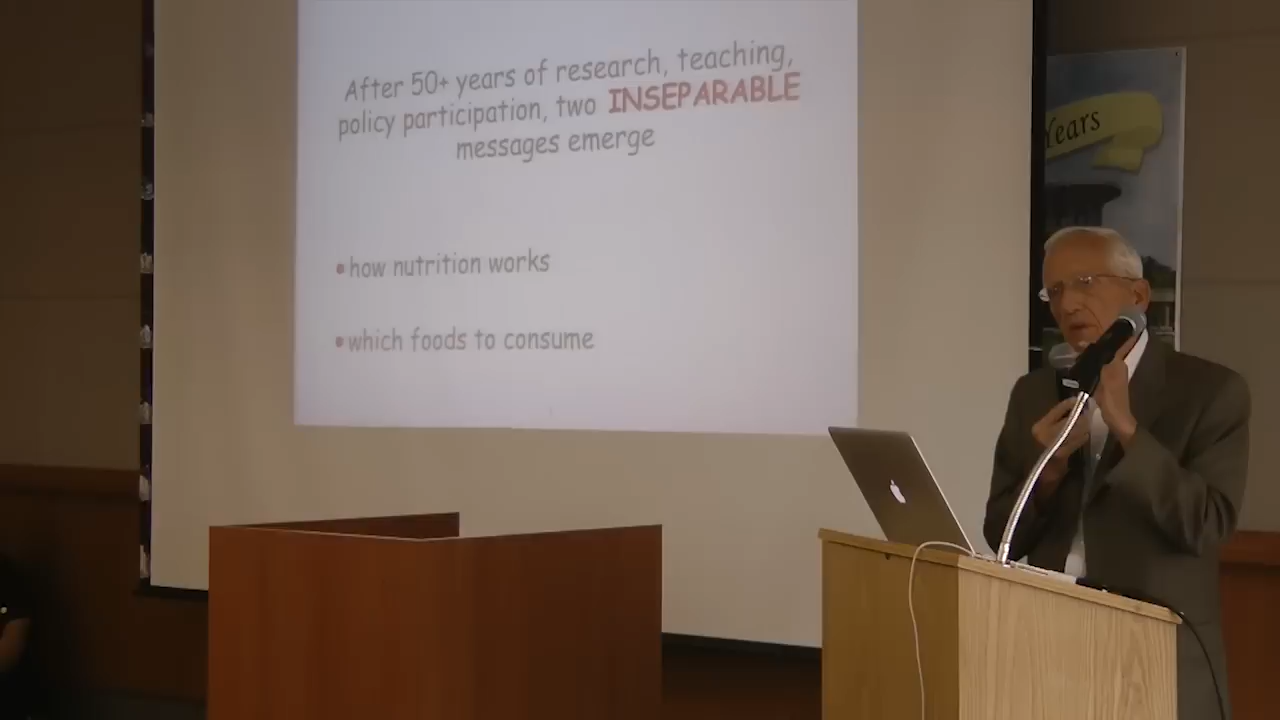 After 50+ years of research, teaching,
policy participation, two INSEPARABLE
messages emerge
• how nutrition works
• which foods to consume
Years